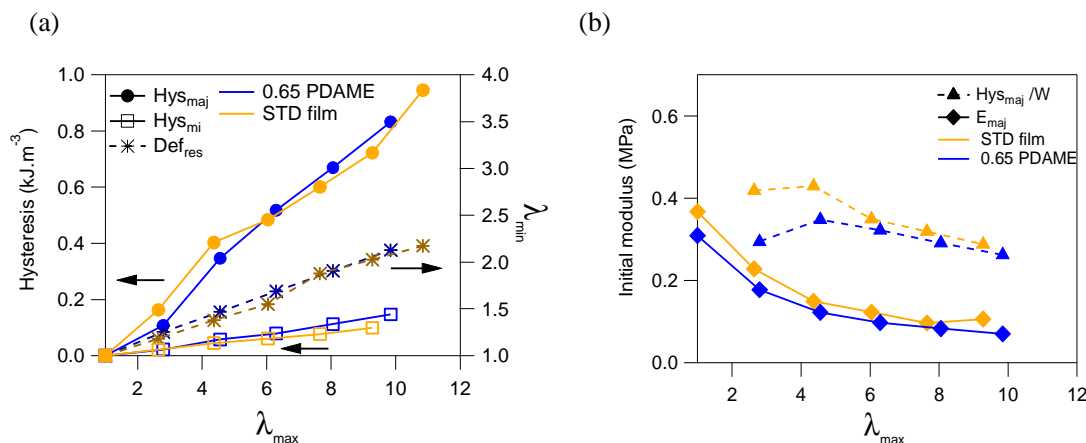 (a)
(b)
1.0
0.8
0.6
0.4
0.2
0.0
Hysteresis (kJ.m-3)
12
10
8
6
4
2
λmax
4.0
3.5
3.0
2.5
2.0
1.5
1.0
λmin
Hysmaj
Hysmi
Defres
0.65 PDAME
STD film
0.6
0.4
0.2
0.0
Initial modulus (MPa)
12
10
8
6
4
2
λmax
Hysmaj /W
Emaj
STD film
0.65 PDAME